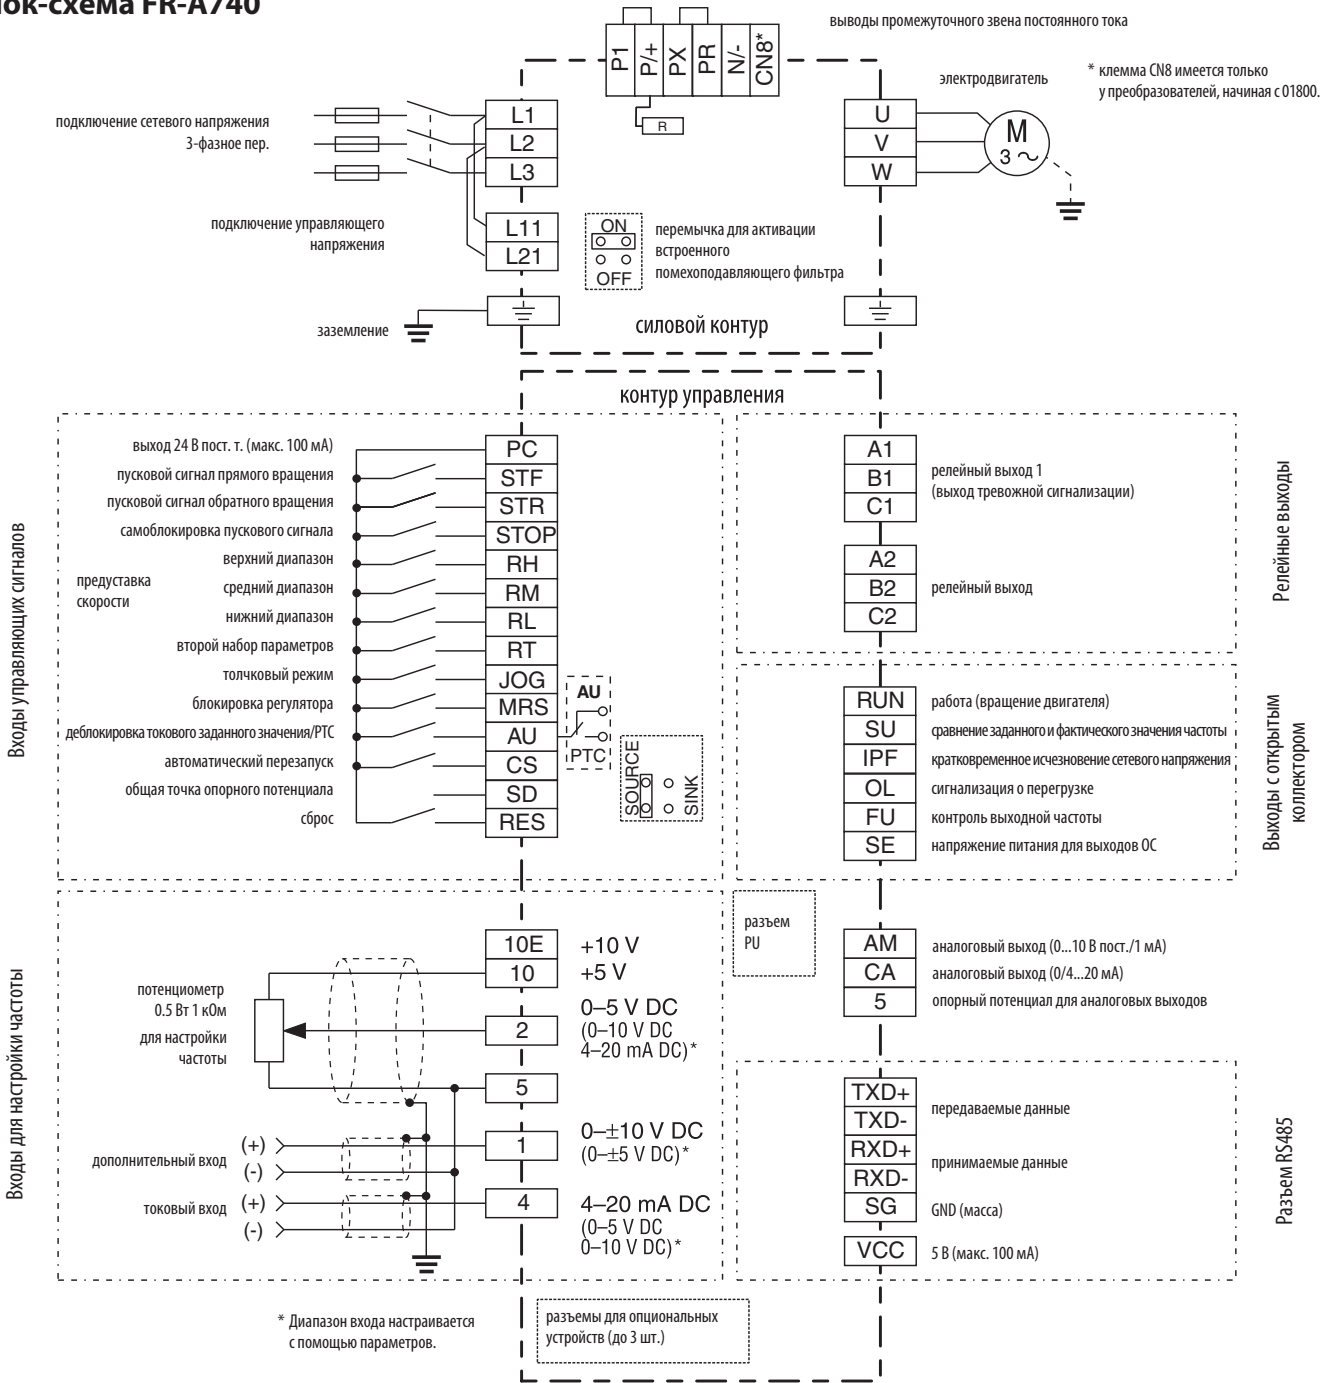 ок-схема FR-A740
выводы промежуточного звена постоянного тока
P1
P/+
PX
PR
N/-
CN8*
R
* клемма CN8 имеется только
у преобразователей, начиная с 01800.
электродвигатель
подключение сетевого напряжения
3-фазное пер.
L1
L2
L3
U
V
W
M
3 ~
подключение управляющего
напряжения
L11
L21
ON
OFF
перемычка для активации
встроенного
помехоподавляющего фильтра
заземление
силовой контур
контур управления
Входы управляющих сигналов
выход 24 В пост. т. (макс. 100 мА)
PC
пусковой сигнал прямого вращения
STF
пусковой сигнал обратного вращения
STR
самоблокировка пускового сигнала
STOP
предуставка
скорости
верхний диапазон
RH
средний диапазон
RM
нижний диапазон
RL
второй набор параметров
RT
толчковый режим
JOG
блокировка регулятора
MRS
деблокировка токового заданного значения/PTC
AU
автоматический перезапуск
CS
общая точка опорного потенциала
SD
сброс
RES
AU
PTC
SOURCE
SINK
A1
B1
C1
релейный выход 1
(выход тревожной сигнализации)
A2
B2
C2
релейный выход
Релейные выходы
RUN
работа (вращение двигателя)
SU
сравнение заданного и фактического значения частоты
IPF
кратковременное исчезновение сетевого напряжения
OL
сигнализация о перегрузке
FU
контроль выходной частоты
SE
напряжение питания для выходов ОС
Выходы с открытым
коллектором
разъем
PU
AM
аналоговый выход (0...10 В пост./1 мА)
CA
аналоговый выход (0/4...20 мА)
5
опорный потенциал для аналоговых выходов
Входы для настройки частоты
потенциометр
0.5 Вт 1 кОм
для настройки
частоты
10E
+10 V
10
+5 V
2
0–5 V DC
(0–10 V DC
4–20 mA DC)*
5
дополнительный вход
(+)
(-)
1
0–±10 V DC
(0–±5 V DC)*
токовый вход
(+)
(-)
4
4–20 mA DC
(0–5 V DC
0–10 V DC)*
TXD+
TXD-
передаваемые данные
RXD+
RXD-
принимаемые данные
SG
GND (масса)
VCC
5 В (макс. 100 мА)
Разъем RS485
* Диапазон входа настраивается
с помощью параметров.
разъемы для опциональных
устройств (до 3 шт.)